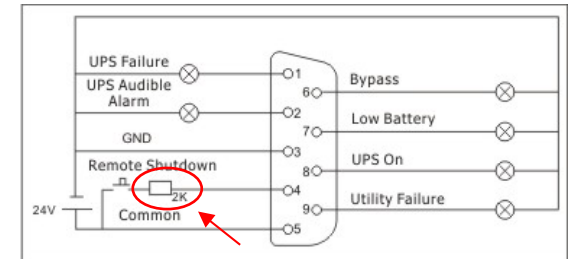 UPS Failure
UPS Audible
Alarm
GND
Remote Shutdown
2K
24V
Common
1
2
3
4
5
6
7
8
9
Bypass
Low Battery
UPS On
Utility Failure